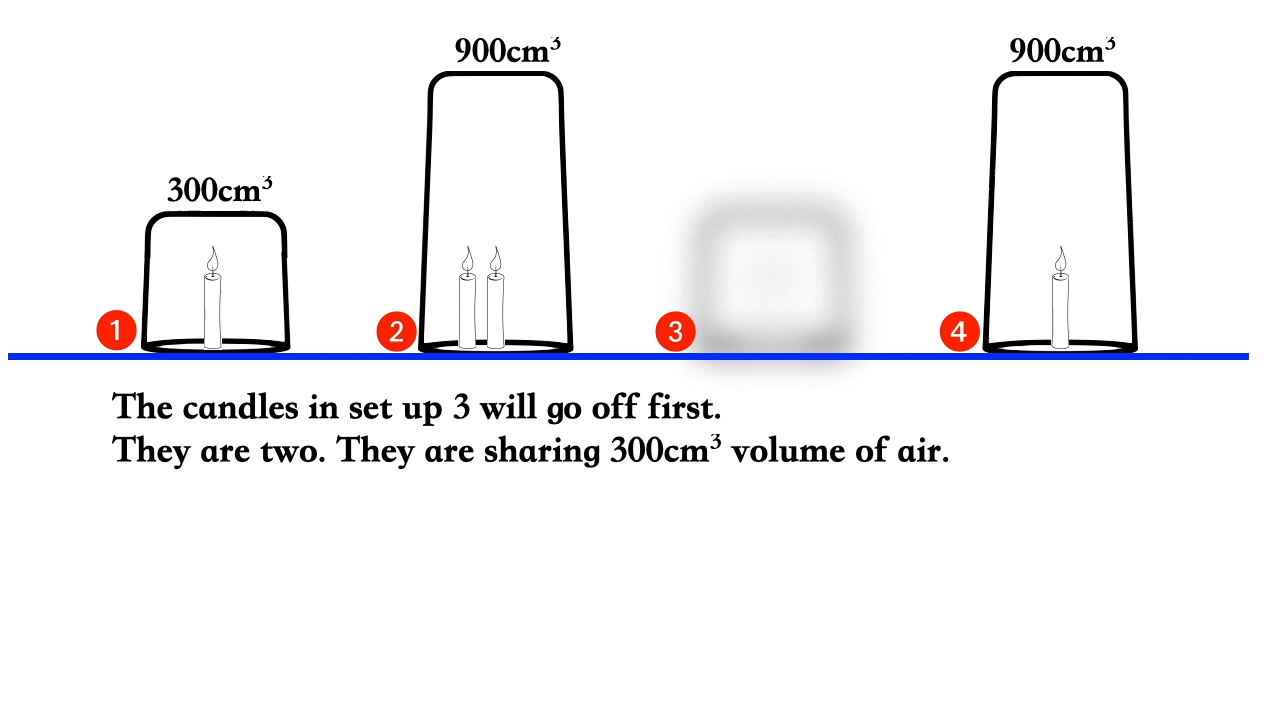 900cm³
900cm³
300cm³
1
2
3
4
The candles in set up 3 will go off first.
They are two. They are sharing 300cm³ volume of air.